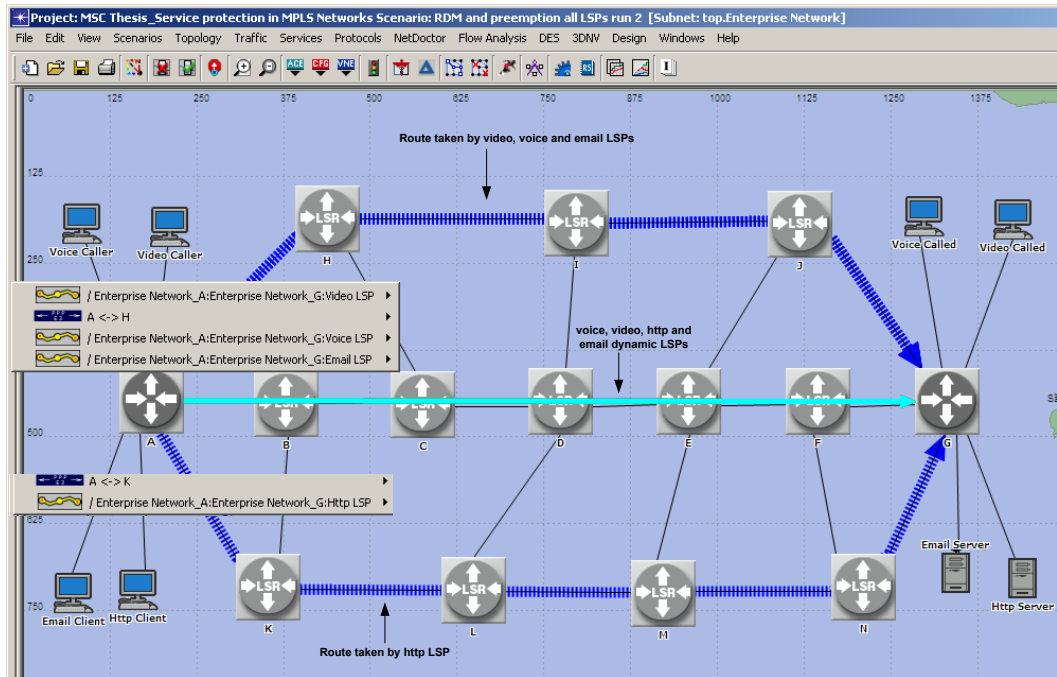 Project: MSC Thesis_Service protection in MPLS Networks Scenario: RDM and preemption all LSPs run 2 [Subnet: top.Enterprise Network]
File Edit View Scenarios Topology Traffic Services Protocols NetDoctor Flow Analysis DES 3DNV Design Windows Help
ACE CFG VNE RS I
0 125 250 375 500 625 750 875 1000 1125 1250 1375
Route taken by video, voice and email LSPs
125
LSR LSR LSR
Voice Caller Video Caller Voice Called Video Called
H I J
250
/ Enterprise Network_A:Enterprise Network_G:Video LSP
A <-> H
/ Enterprise Network_A:Enterprise Network_G:Voice LSP
/ Enterprise Network_A:Enterprise Network_G:Email LSP
voice, video, http and
email dynamic LSPs
LSR LSR LSR LSR LSR
A B C D E F G
500
A <-> K
/ Enterprise Network_A:Enterprise Network_G:Http LSP
625
Email Server
LSR LSR LSR LSR
750
Email Client Http Client Http Server
K L M N
Route taken by http LSP